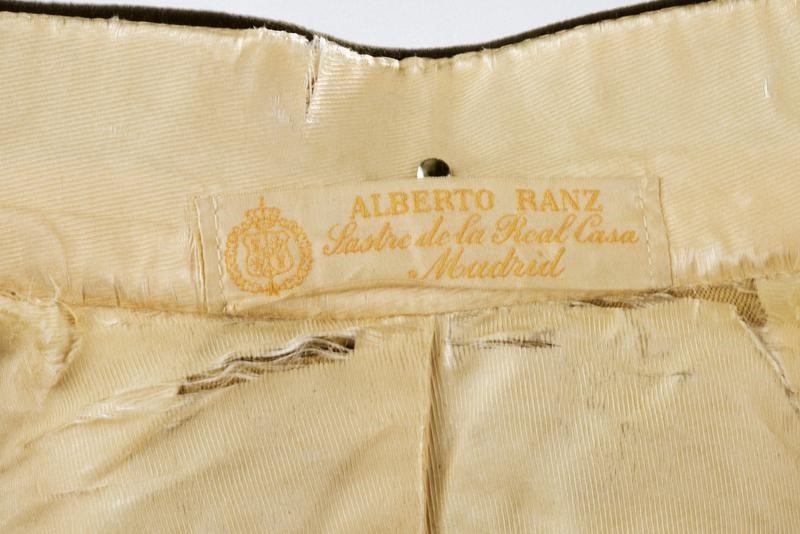 ALBERTO RANZ
Sastre de la Real Casa
Madrid